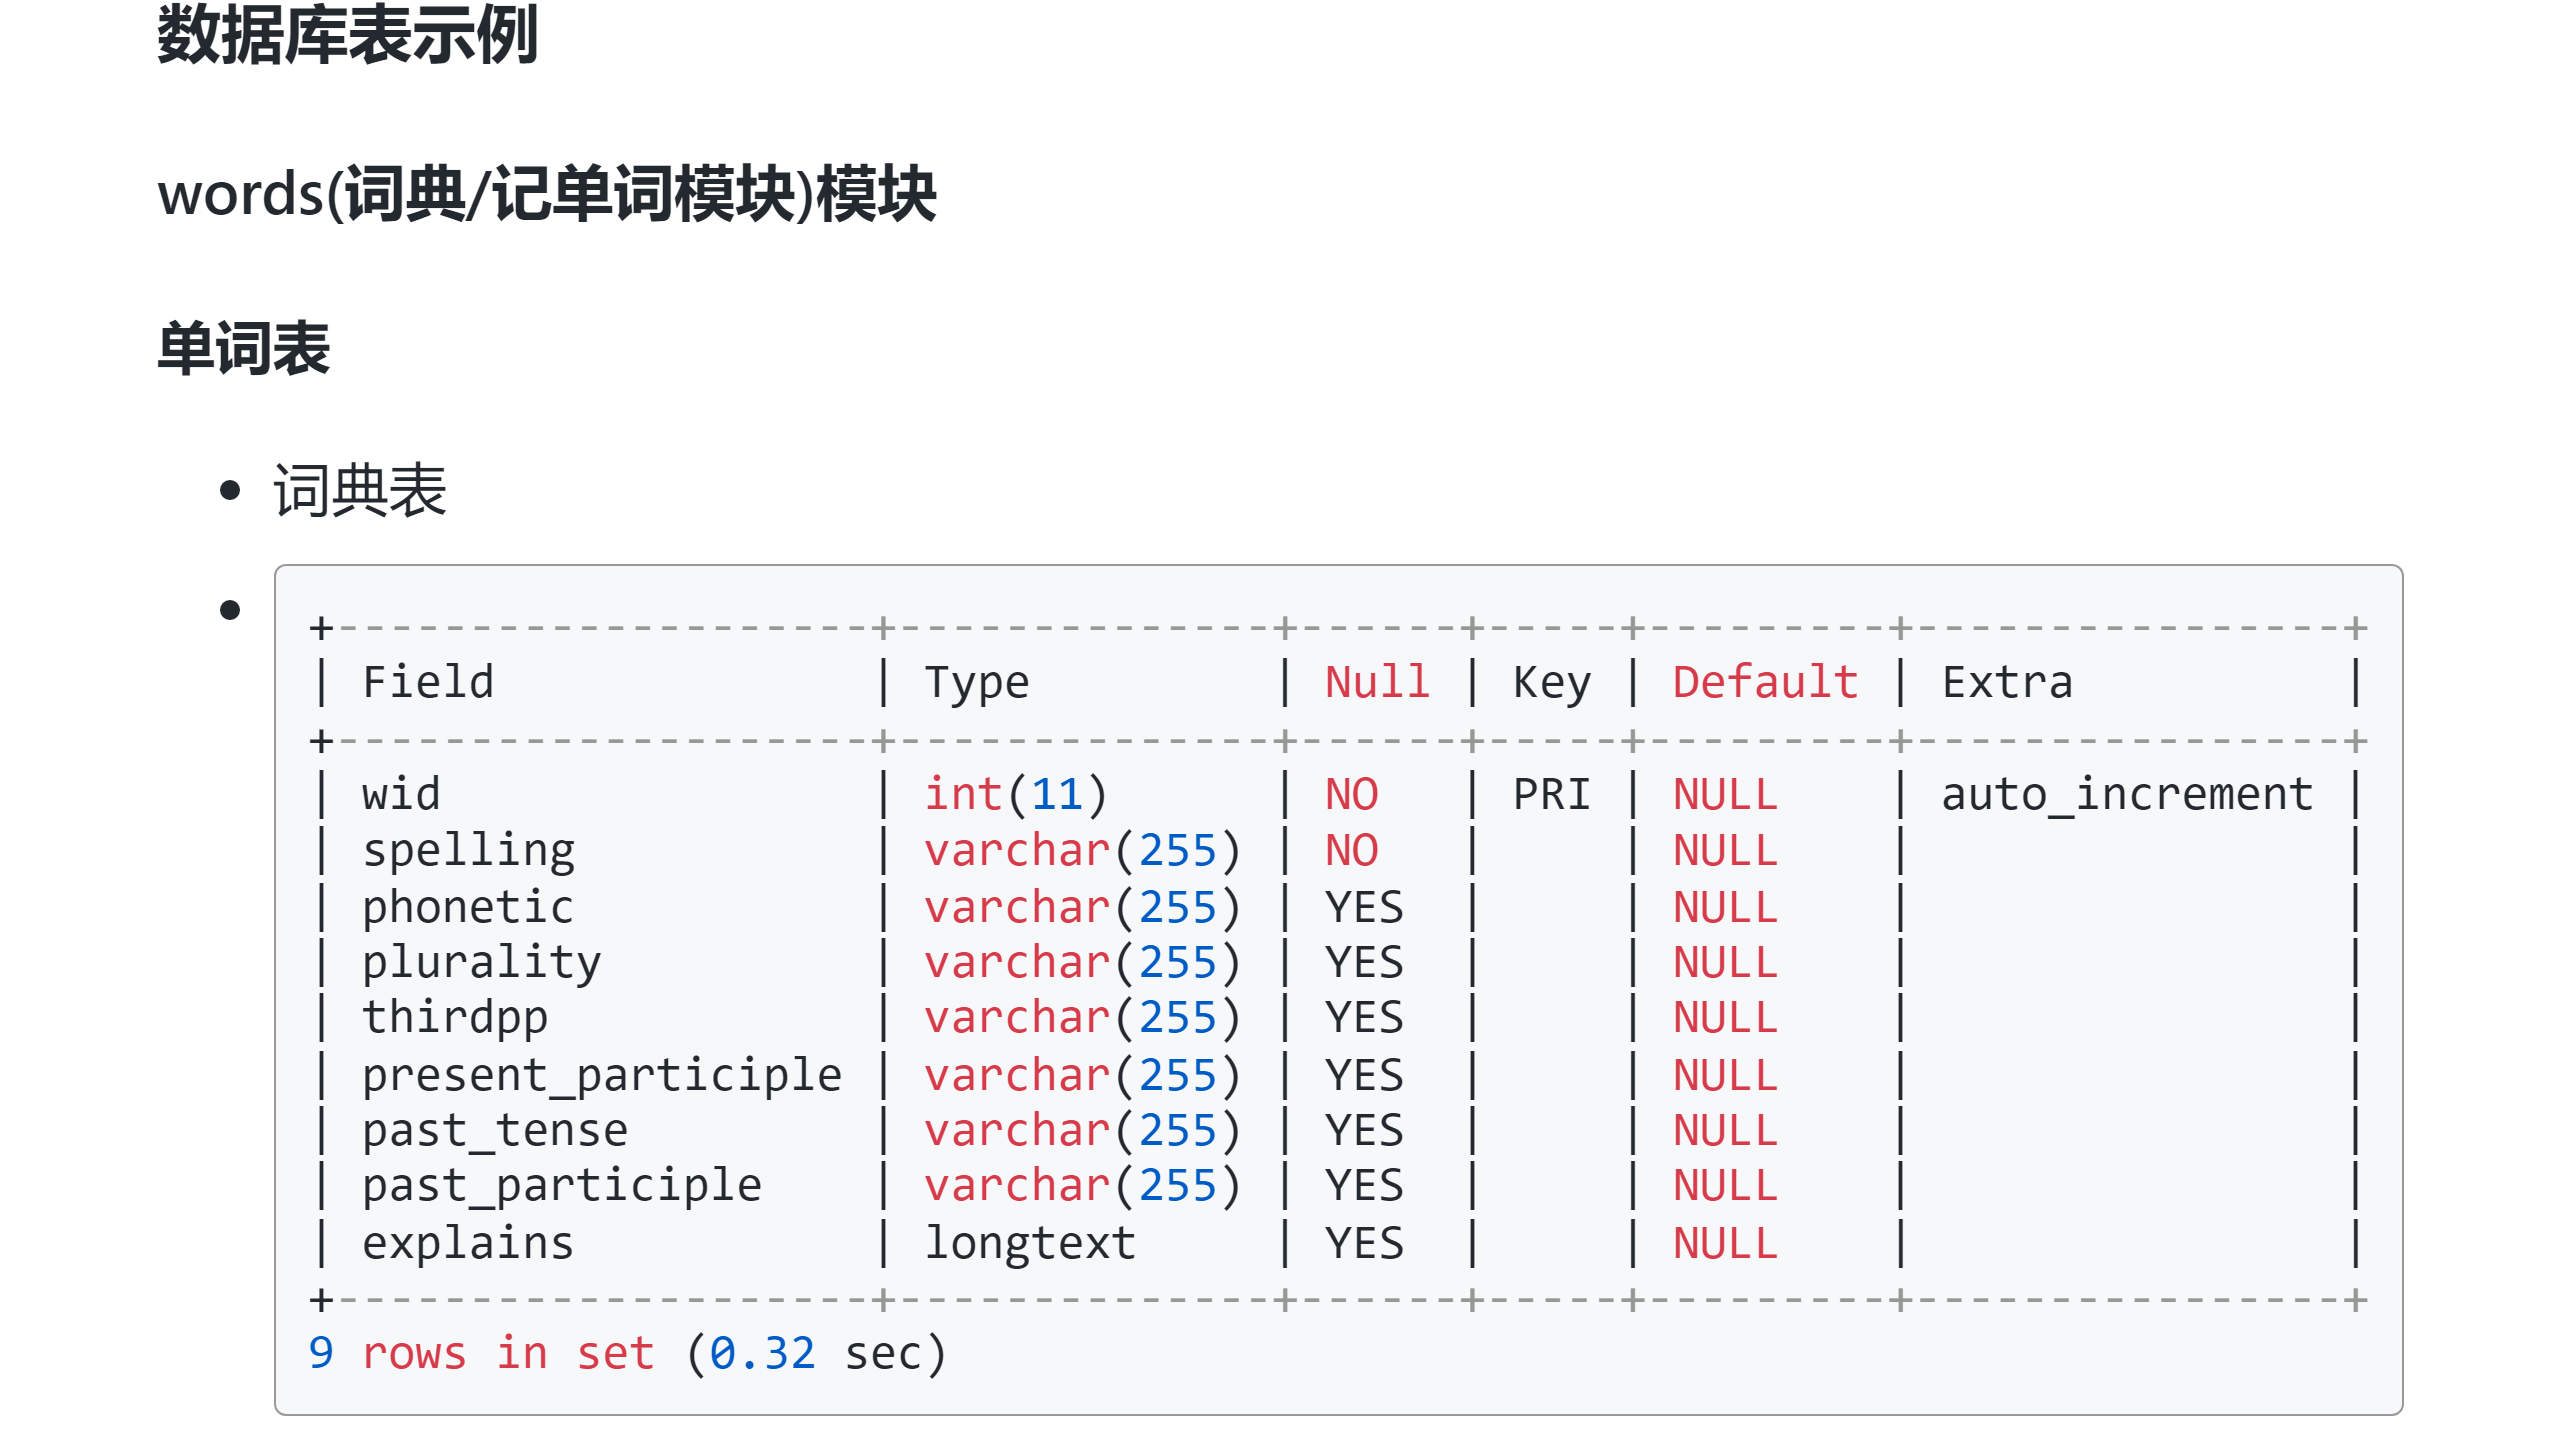 数据库表示例
words(词典/记单词模块)模块
单词表
• 词典表
•
+---------------------+--------------+------+-----+---------+----------------+
| Field               | Type         | Null | Key | Default | Extra          |
+---------------------+--------------+------+-----+---------+----------------+
| wid                 | int(11)      | NO   | PRI | NULL    | auto_increment |
| spelling            | varchar(255) | NO   |     | NULL    |                |
| phonetic            | varchar(255) | YES  |     | NULL    |                |
| plurality           | varchar(255) | YES  |     | NULL    |                |
| thirdpp             | varchar(255) | YES  |     | NULL    |                |
| present_participle  | varchar(255) | YES  |     | NULL    |                |
| past_tense          | varchar(255) | YES  |     | NULL    |                |
| past_participle     | varchar(255) | YES  |     | NULL    |                |
| explains            | longtext     | YES  |     | NULL    |                |
+---------------------+--------------+------+-----+---------+----------------+
9 rows in set (0.32 sec)